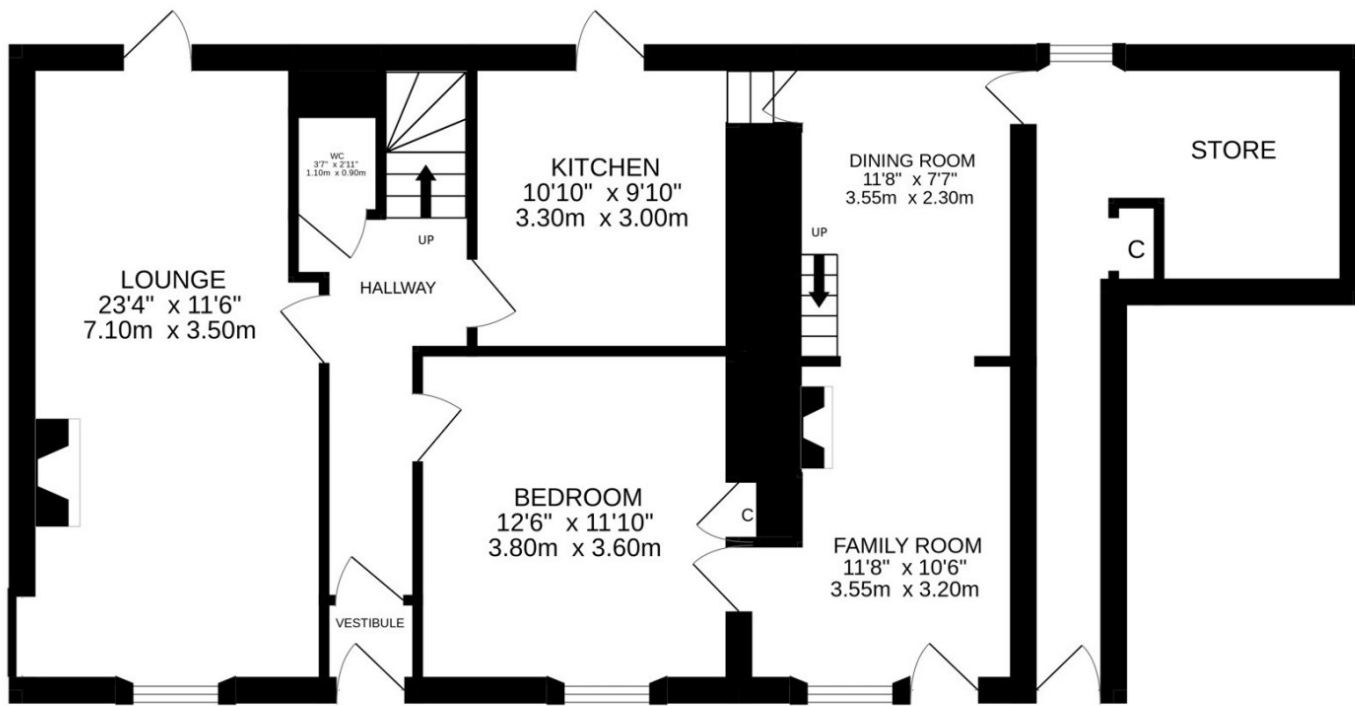 WC
3'7" x 2'11"
1.10m x 0.90m
KITCHEN
10'10" x 9'10"
3.30m x 3.00m
DINING ROOM
11'8" x 7'7"
3.55m x 2.30m
STORE
UP
UP
C
LOUNGE
23'4" x 11'6"
7.10m x 3.50m
HALLWAY
BEDROOM
12'6" x 11'10"
3.80m x 3.60m
C
FAMILY ROOM
11'8" x 10'6"
3.55m x 3.20m
VESTIBULE